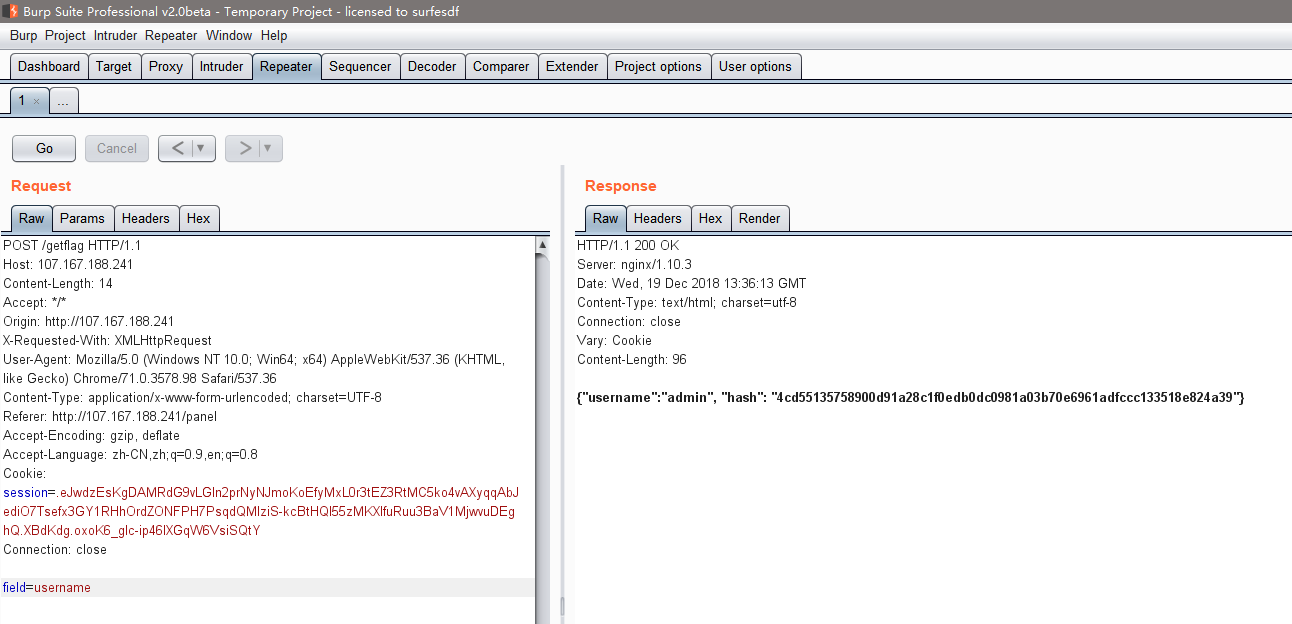 Burp Suite Professional v2.0beta - Temporary Project - licensed to surfesdf
Burp Project Intruder Repeater Window Help
Dashboard Target Proxy Intruder Repeater Sequencer Decoder Comparer Extender Project options User options
1 × ...
Go Cancel < ▼ > ▼
Request
Raw Params Headers Hex
POST /getflag HTTP/1.1
Host: 107.167.188.241
Content-Length: 14
Accept: */*
Origin: http://107.167.188.241
X-Requested-With: XMLHttpRequest
User-Agent: Mozilla/5.0 (Windows NT 10.0; Win64; x64) AppleWebKit/537.36 (KHTML,
like Gecko) Chrome/71.0.3578.98 Safari/537.36
Content-Type: application/x-www-form-urlencoded; charset=UTF-8
Referer: http://107.167.188.241/panel
Accept-Encoding: gzip, deflate
Accept-Language: zh-CN,zh;q=0.9,en;q=0.8
Cookie:
session=.eJwdzEsKgDAMRdG9vLGIn2prNyNJmoKoEfyMxL0r3tEZ3RtMC5ko4vAXyqqAbJ
ediO7Tsefx3GY1RHhOrdZONFPH7PsqdQMIziS-kcBtHQI55zMKXIfuRuu3BaV1MjwvuDEg
hQ.XBdKdg.oxoK6_glc-ip46IXGqW6VsiSQtY
Connection: close
field=username
Response
Raw Headers Hex Render
HTTP/1.1 200 OK
Server: nginx/1.10.3
Date: Wed, 19 Dec 2018 13:36:13 GMT
Content-Type: text/html; charset=utf-8
Connection: close
Vary: Cookie
Content-Length: 96
{"username":"admin", "hash": "4cd55135758900d91a28c1f0edb0dc0981a03b70e6961adfccc133518e824a39"}